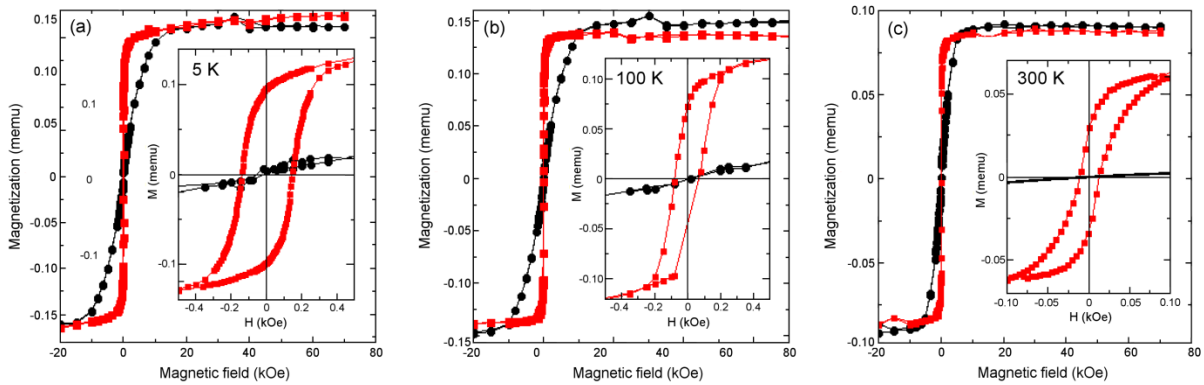 (a)
5 K
0.15
0.10
0.05
0
-0.05
-0.10
-0.15
Magnetization (memu)
0.1
0
-0.1
0.1
0
-0.1
M (memu)
-0.4 -0.2 0 0.2 0.4
H (kOe)
-20 0 20 40 60 80
Magnetic field (kOe)
(b)
100 K
0.15
0.10
0.05
0
-0.05
-0.10
-0.15
Magnetization (memu)
0.10
0.05
0
-0.05
-0.10
M (memu)
-0.4 -0.2 0 0.2 0.4
H (kOe)
-20 0 20 40 60 80
Magnetic field (kOe)
(c)
300 K
0.10
0.05
0
-0.05
-0.10
Magnetization (memu)
0.05
0
-0.05
M (memu)
-0.10 -0.05 0 0.05 0.10
H (kOe)
-20 0 20 40 60 80
Magnetic field (kOe)